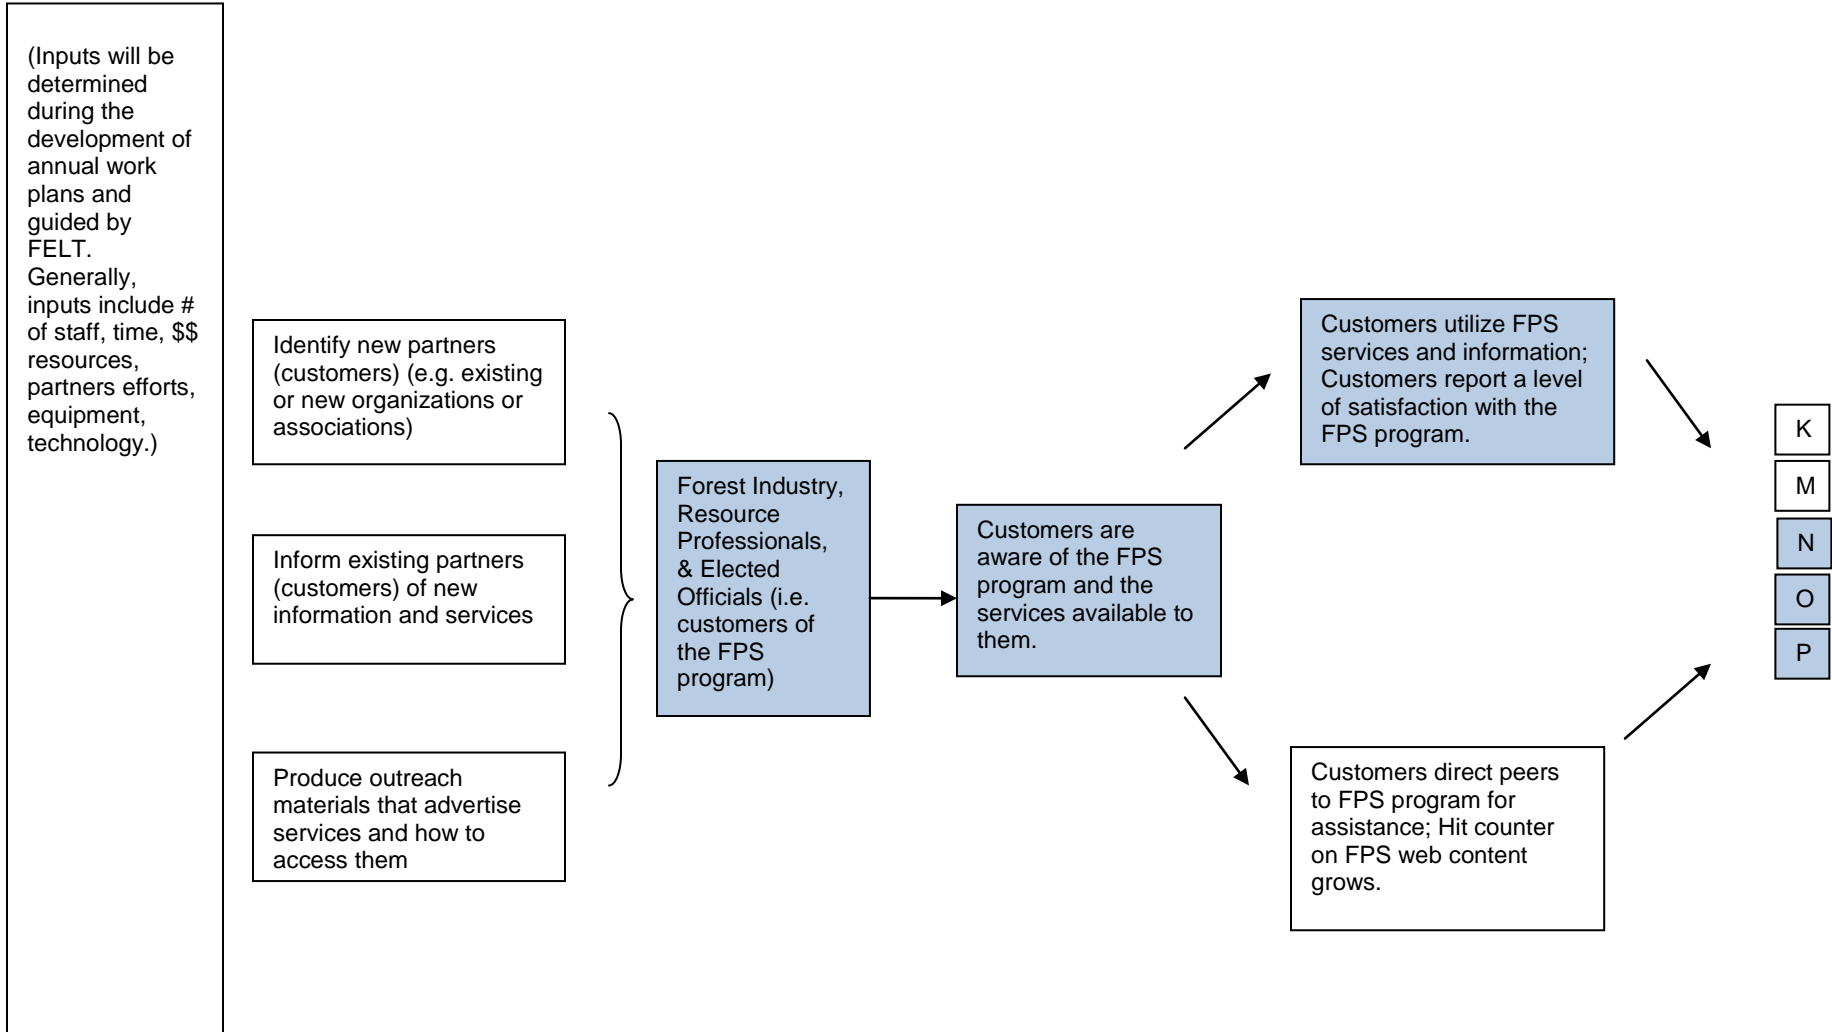 (Inputs will be
determined
during the
development of
annual work
plans and
guided by
FELT.
Generally,
inputs include #
of staff, time, $$
resources,
partners efforts,
equipment,
technology.)
Identify new partners
(customers) (e.g. existing
or new organizations or
associations)
Inform existing partners
(customers) of new
information and services
Produce outreach
materials that advertise
services and how to
access them
Forest Industry,
Resource
Professionals,
& Elected
Officials (i.e.
customers of
the FPS
program)
Customers are
aware of the FPS
program and the
services available to
them.
Customers utilize FPS
services and information;
Customers report a level
of satisfaction with the
FPS program.
Customers direct peers
to FPS program for
assistance; Hit counter
on FPS web content
grows.
K
M
N
O
P